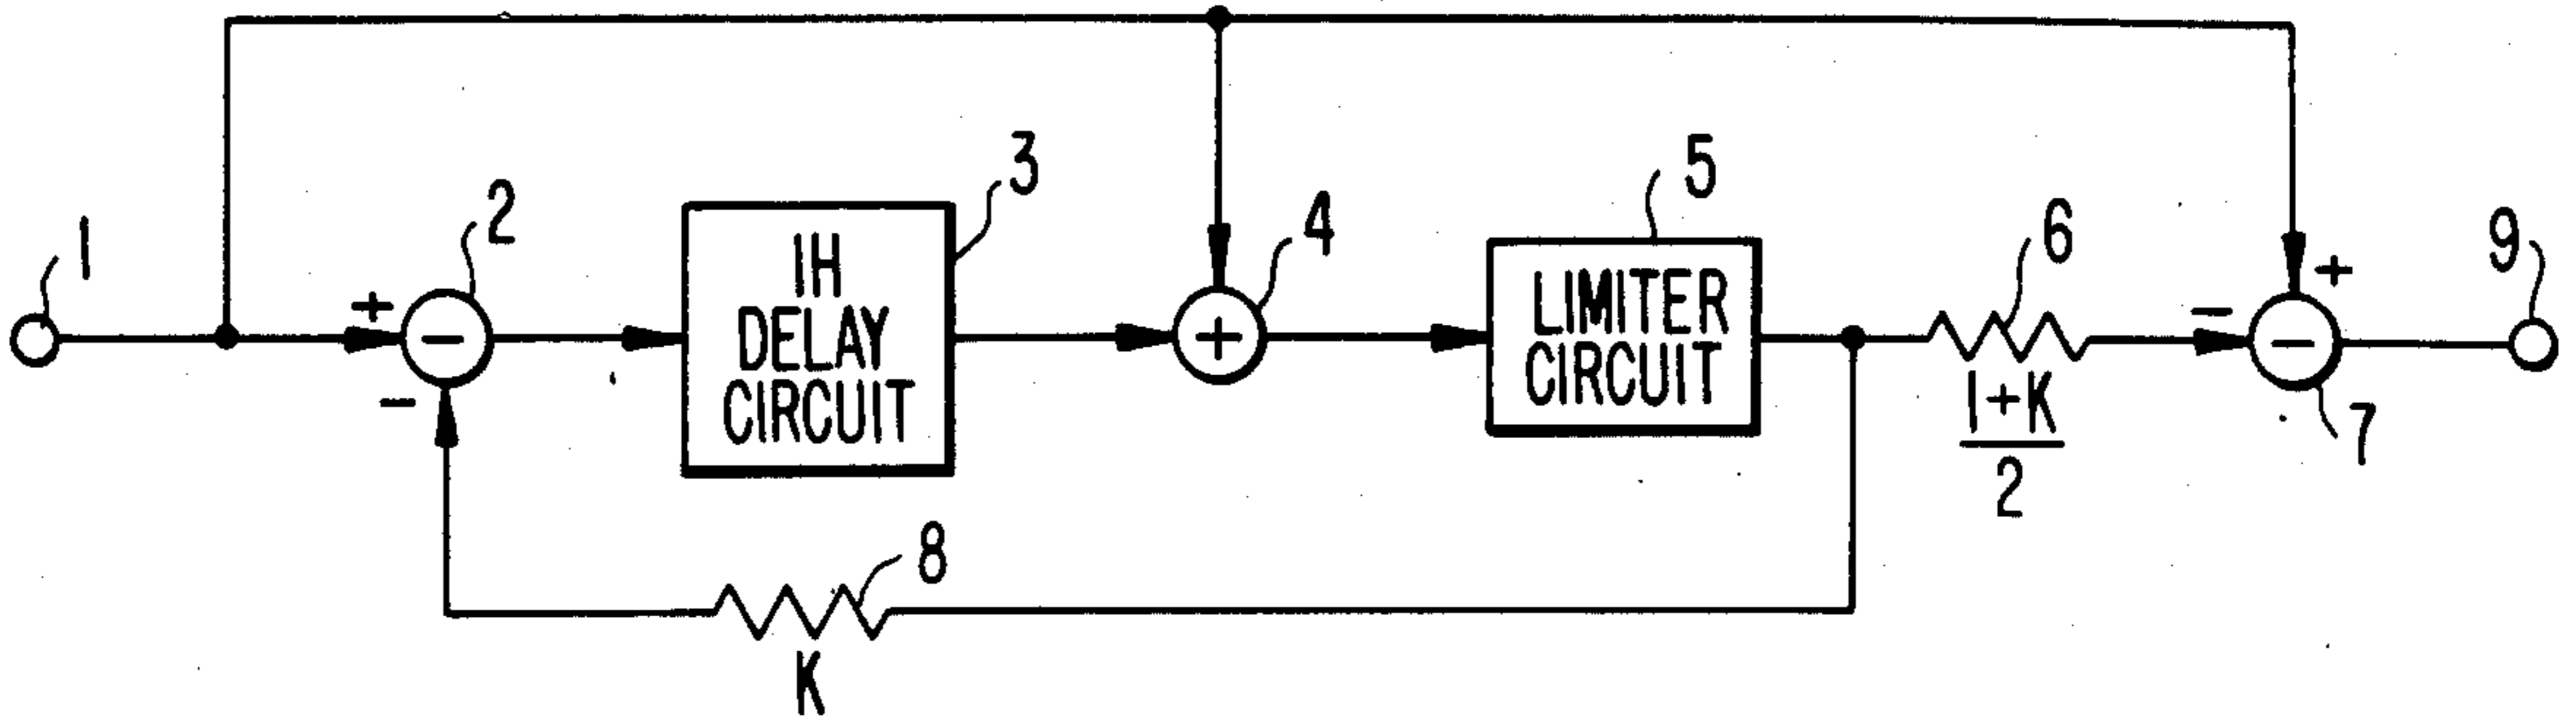 1
2
3
4
5
6
7
8
9
+
-
-
1H
DELAY
CIRCUIT
+
LIMITER
CIRCUIT
1+K
2
-
+
-
K